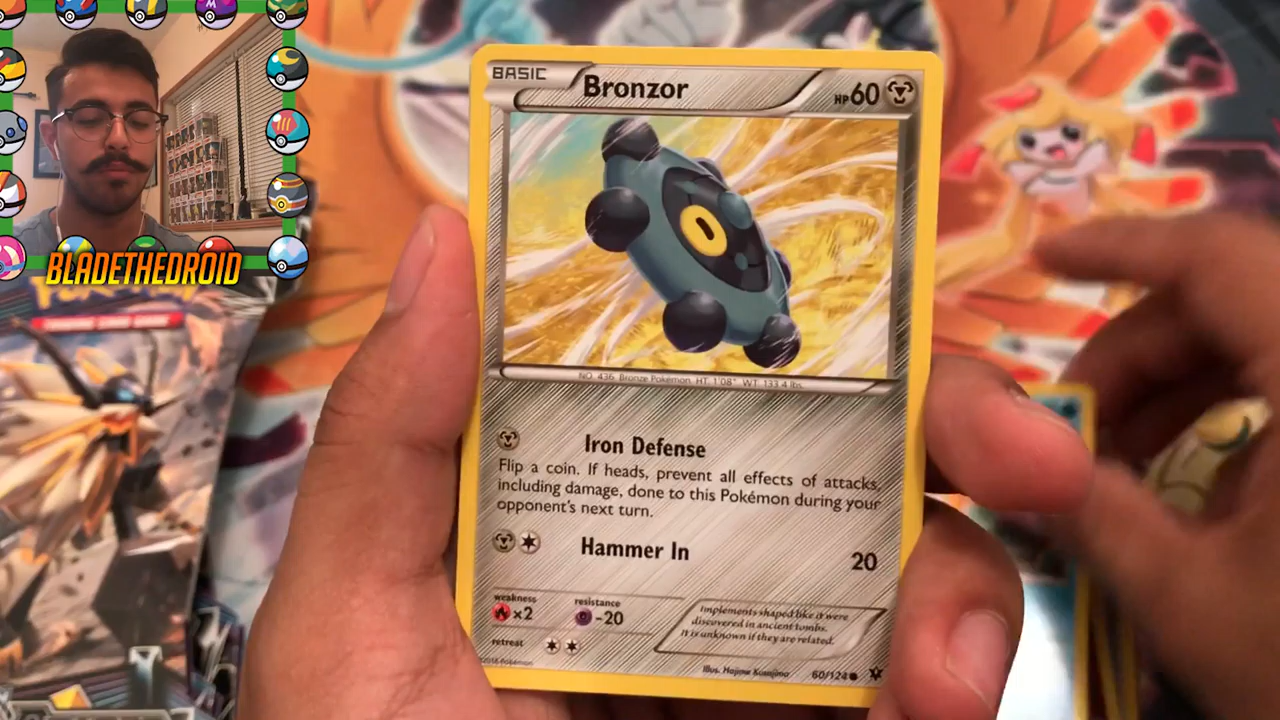 BASIC
Bronzor
HP60
NO. 436 Bronze Pokémon HT: 1'08" WT: 133.4 lbs.
Iron Defense
Flip a coin. If heads, prevent all effects of attacks,
including damage, done to this Pokémon during your
opponent's next turn.
Hammer In
20
weakness
×2
resistance
-20
retreat
Implements shaped like it were
discovered in ancient tombs.
It is unknown if they are related.
©2016 Pokémon
Illus. Hajime Kusajima
60/124
BLADETHEDROID